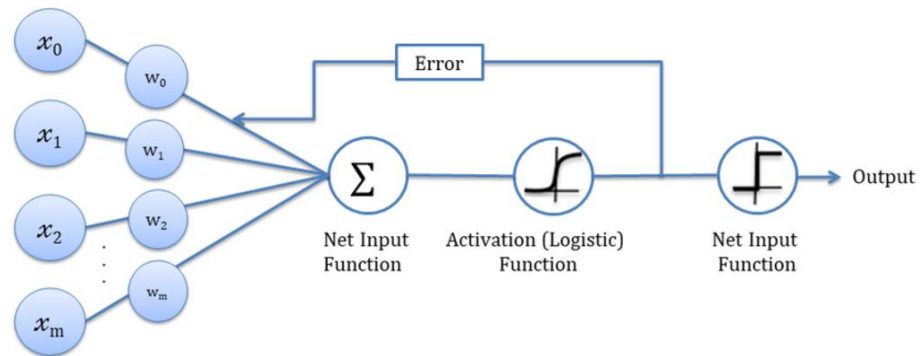 x₀
w₀
Error
x₁
w₁
Σ
Output
x₂
w₂
Net Input
Function
Activation (Logistic)
Function
Net Input
Function
xₘ
wₘ